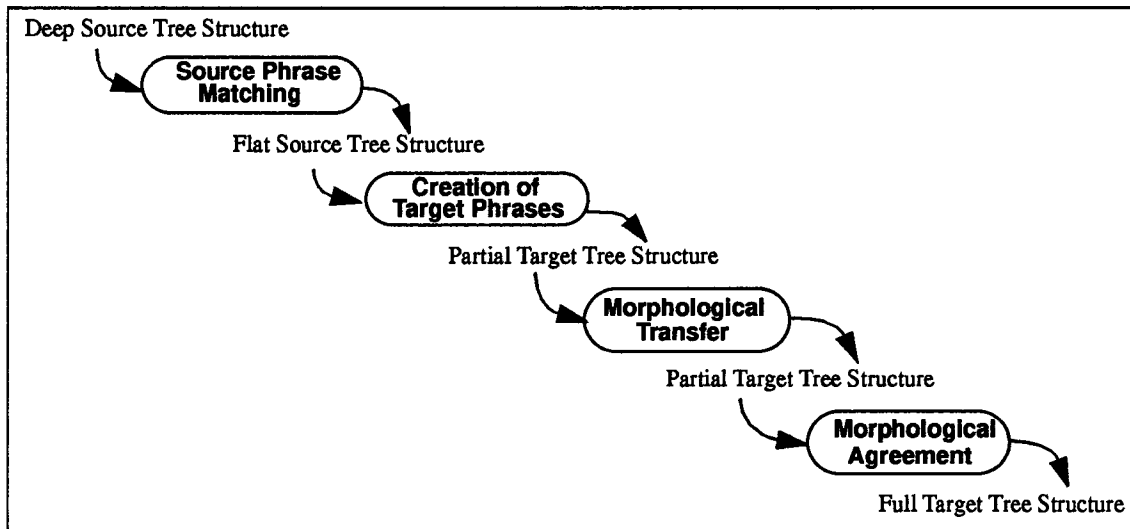 Deep Source Tree Structure
Source Phrase
Matching
Flat Source Tree Structure
Creation of
Target Phrases
Partial Target Tree Structure
Morphological
Transfer
Partial Target Tree Structure
Morphological
Agreement
Full Target Tree Structure